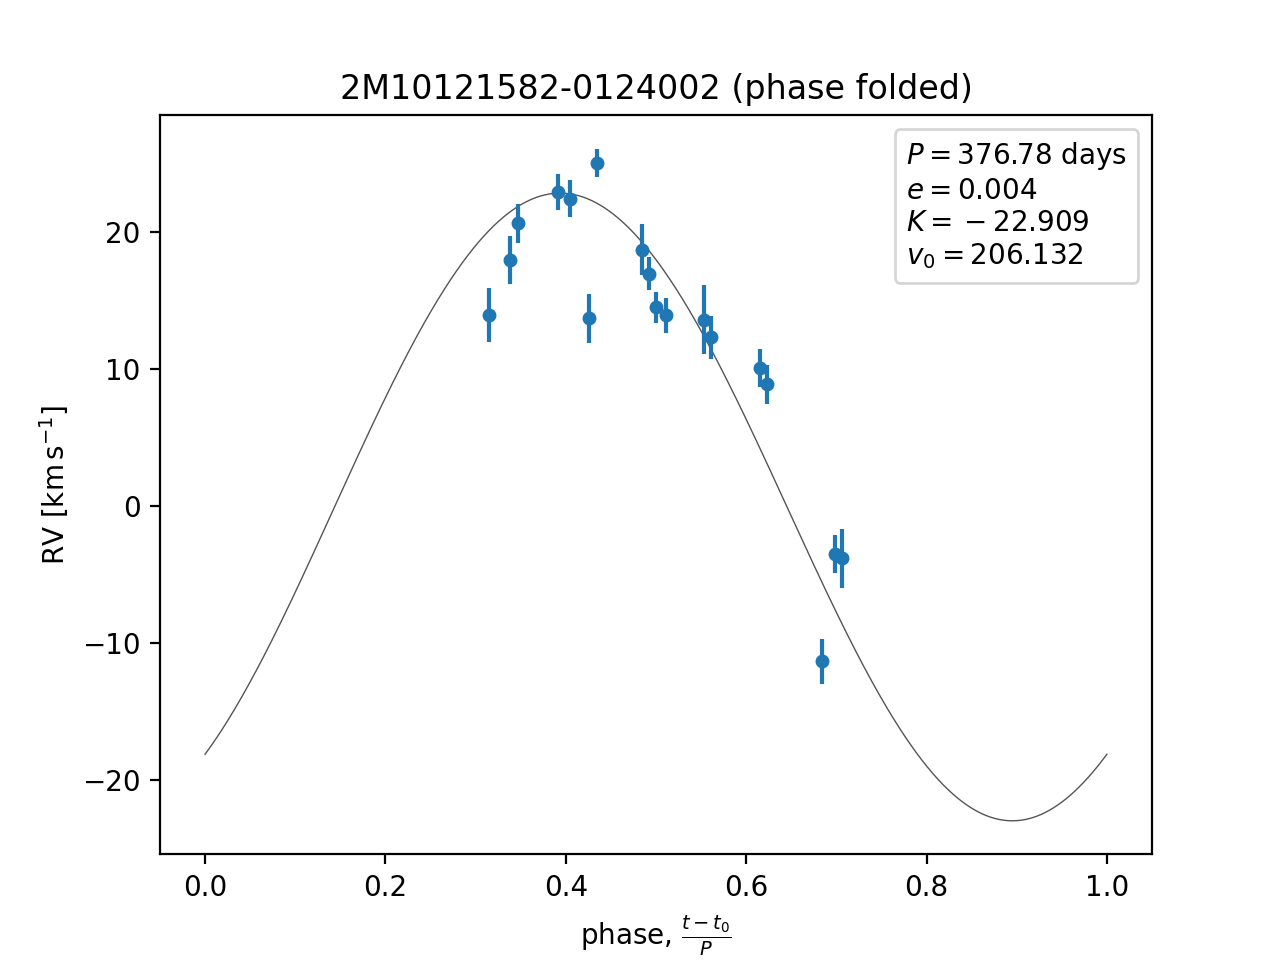 2M10121582-0124002 (phase folded)
P = 376.78 days
e = 0.004
K = −22.909
v₀ = 206.132
RV [km s⁻¹]
20
10
0
−10
−20
0.0 0.2 0.4 0.6 0.8 1.0
phase, (t − t₀)/P